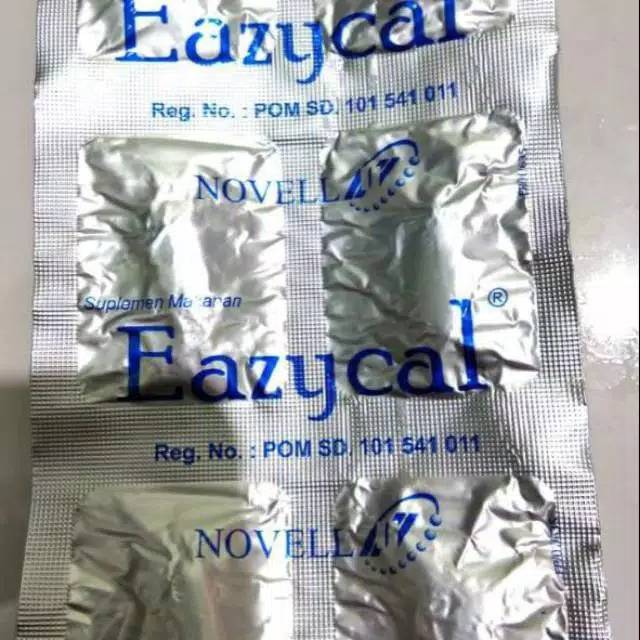 Eazycal
Reg. No. : POM SD. 101 541 011
NOVELL
Suplemen Makanan
Eazycal®
Reg. No. : POM SD. 101 541 011
NOVELL